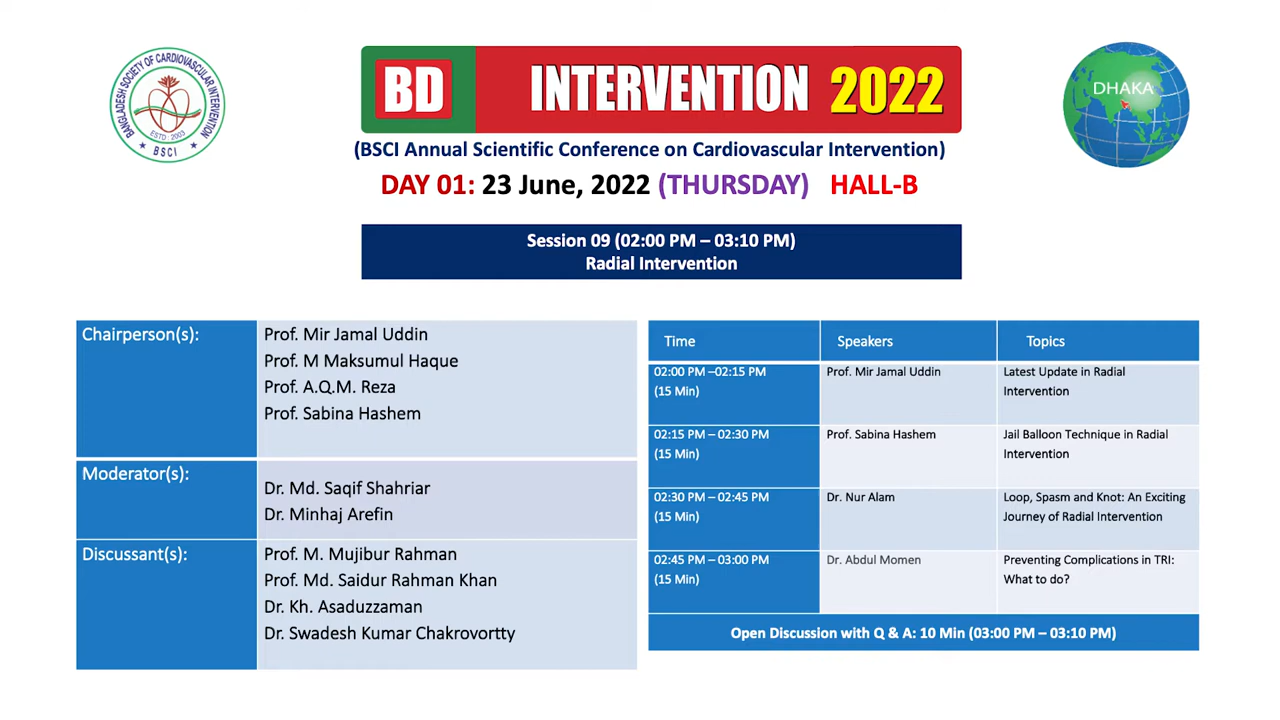 BANGLADESH SOCIETY OF CARDIOVASCULAR INTERVENTION
ESTD : 2003
★ BSCI ★
BD INTERVENTION 2022
DHAKA
(BSCI Annual Scientific Conference on Cardiovascular Intervention)
DAY 01: 23 June, 2022 (THURSDAY) HALL-B
Session 09 (02:00 PM – 03:10 PM)
Radial Intervention
Chairperson(s):
Prof. Mir Jamal Uddin
Prof. M Maksumul Haque
Prof. A.Q.M. Reza
Prof. Sabina Hashem
Moderator(s):
Dr. Md. Saqif Shahriar
Dr. Minhaj Arefin
Discussant(s):
Prof. M. Mujibur Rahman
Prof. Md. Saidur Rahman Khan
Dr. Kh. Asaduzzaman
Dr. Swadesh Kumar Chakrovortty
Time Speakers Topics
02:00 PM –02:15 PM Prof. Mir Jamal Uddin Latest Update in Radial
(15 Min) Intervention
02:15 PM – 02:30 PM Prof. Sabina Hashem Jail Balloon Technique in Radial
(15 Min) Intervention
02:30 PM – 02:45 PM Dr. Nur Alam Loop, Spasm and Knot: An Exciting
(15 Min) Journey of Radial Intervention
02:45 PM – 03:00 PM Dr. Abdul Momen Preventing Complications in TRI:
(15 Min) What to do?
Open Discussion with Q & A: 10 Min (03:00 PM – 03:10 PM)